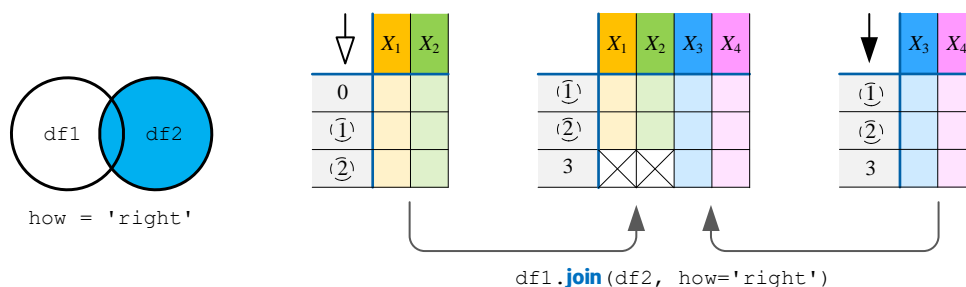 df1 df2
how = 'right'
X1 X2
0
1
2
X1 X2 X3 X4
1
2
3
X3 X4
1
2
3
df1.join(df2, how='right')